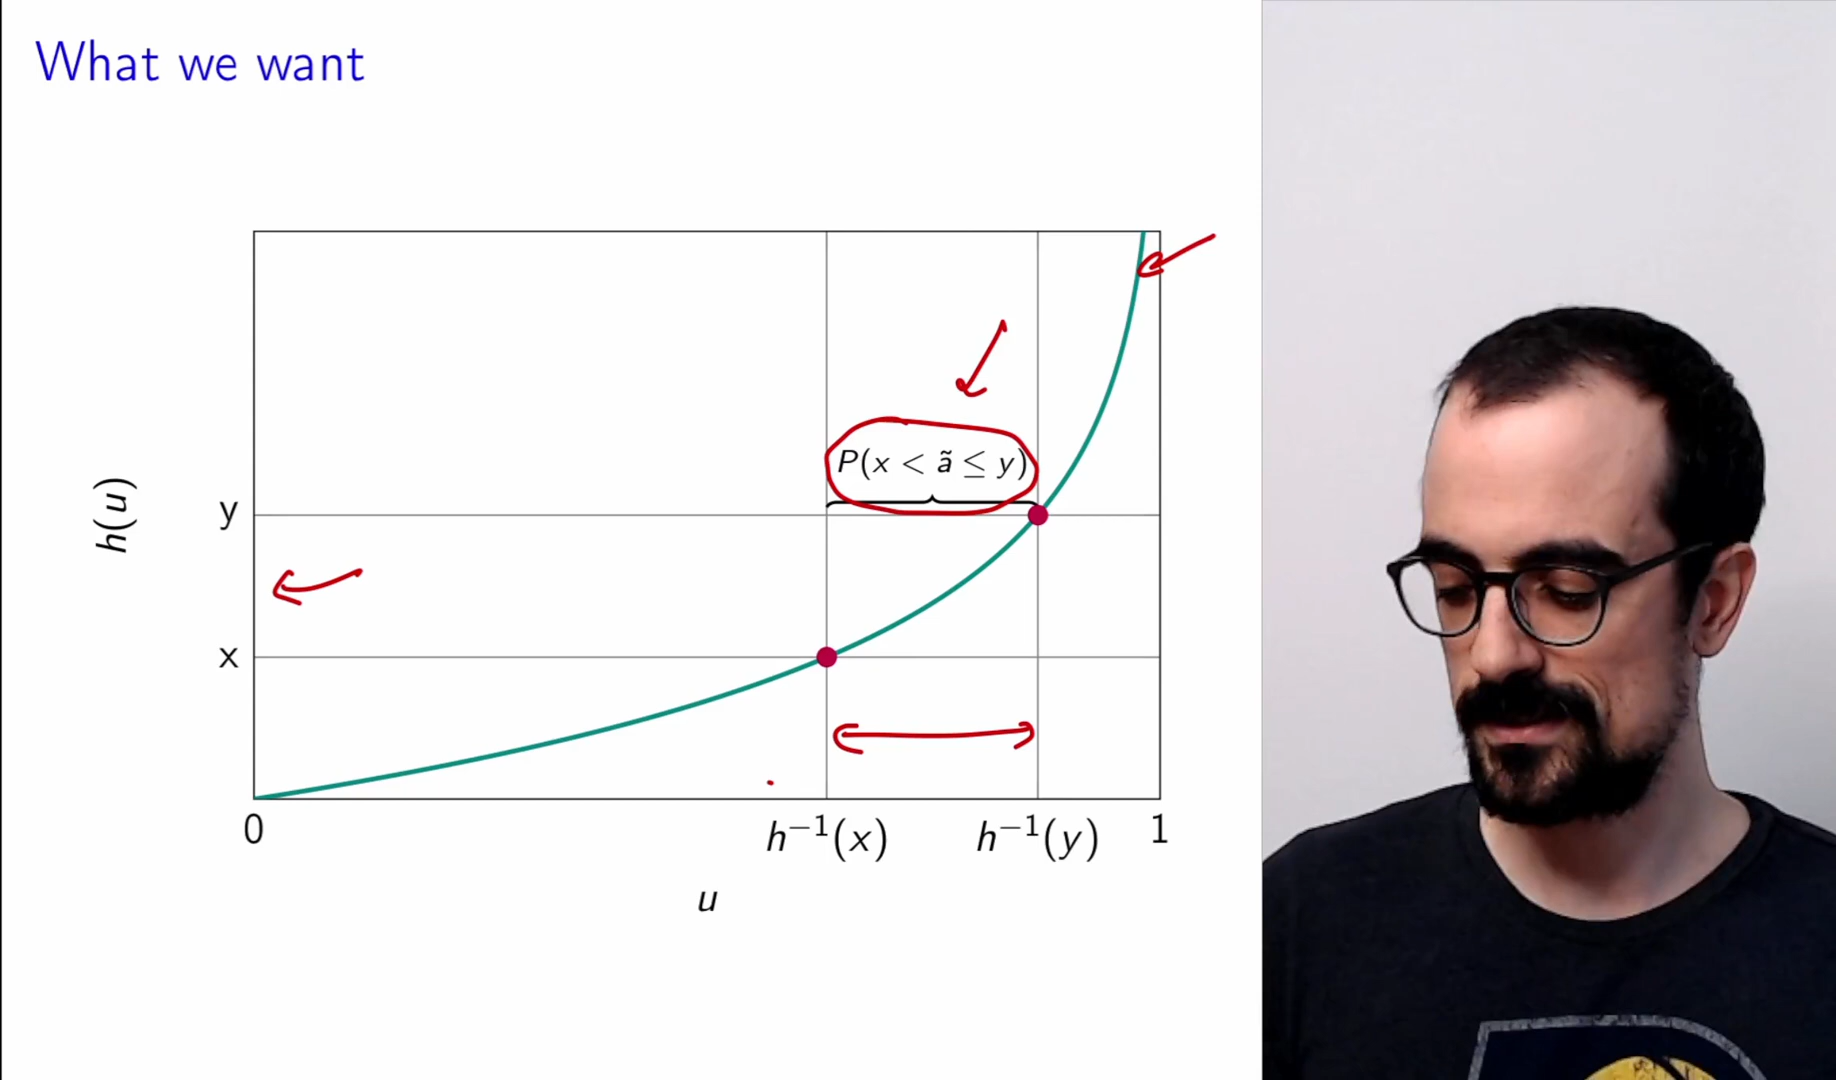 What we want
P(x < ã ≤ y)
h(u)
y
x
0
h⁻¹(x)
h⁻¹(y)
1
u